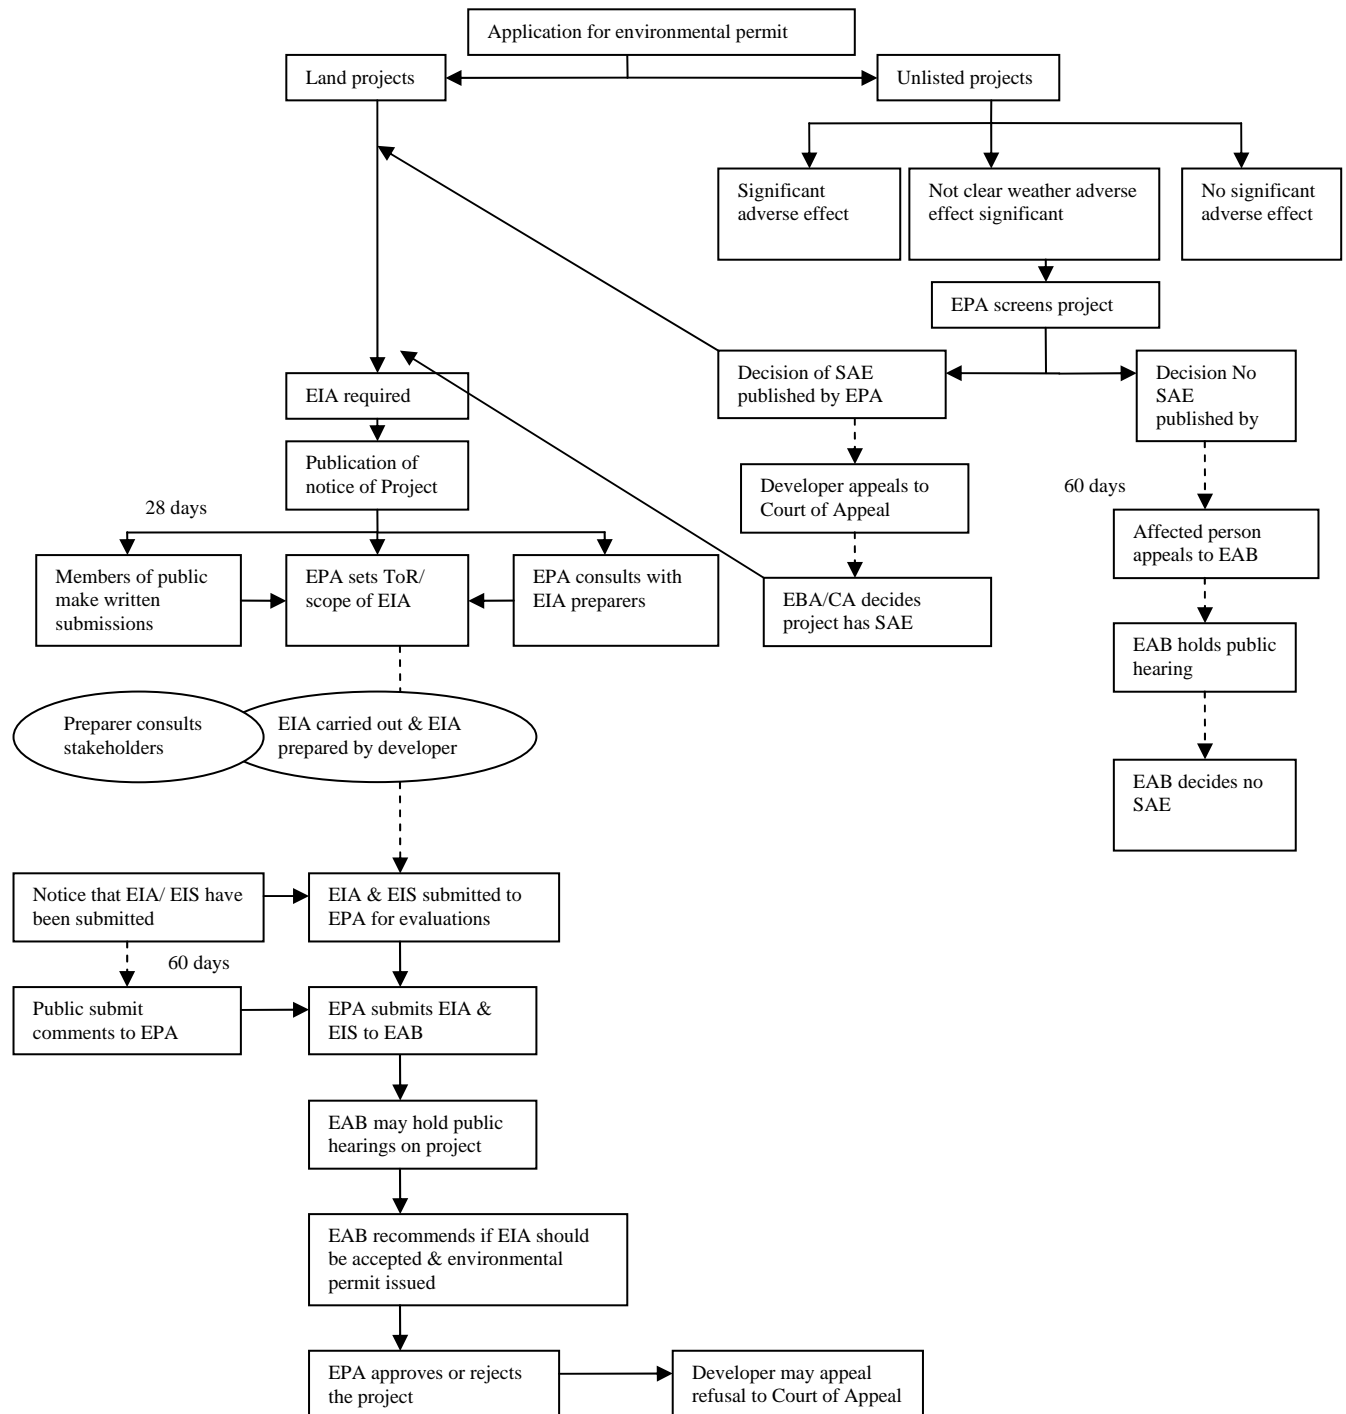 Application for environmental permit
Land projects
Unlisted projects
Significant
adverse effect
Not clear weather adverse
effect significant
No significant
adverse effect
EPA screens project
EIA required
Decision of SAE
published by EPA
Decision No
SAE
published by
Publication of
notice of Project
Developer appeals to
Court of Appeal
60 days
28 days
Affected person
appeals to EAB
Members of public
make written
submissions
EPA sets ToR/
scope of EIA
EPA consults with
EIA preparers
EBA/CA decides
project has SAE
EAB holds public
hearing
Preparer consults
stakeholders
EIA carried out & EIA
prepared by developer
EAB decides no
SAE
Notice that EIA/ EIS have
been submitted
EIA & EIS submitted to
EPA for evaluations
60 days
Public submit
comments to EPA
EPA submits EIA &
EIS to EAB
EAB may hold public
hearings on project
EAB recommends if EIA should
be accepted & environmental
permit issued
EPA approves or rejects
the project
Developer may appeal
refusal to Court of Appeal